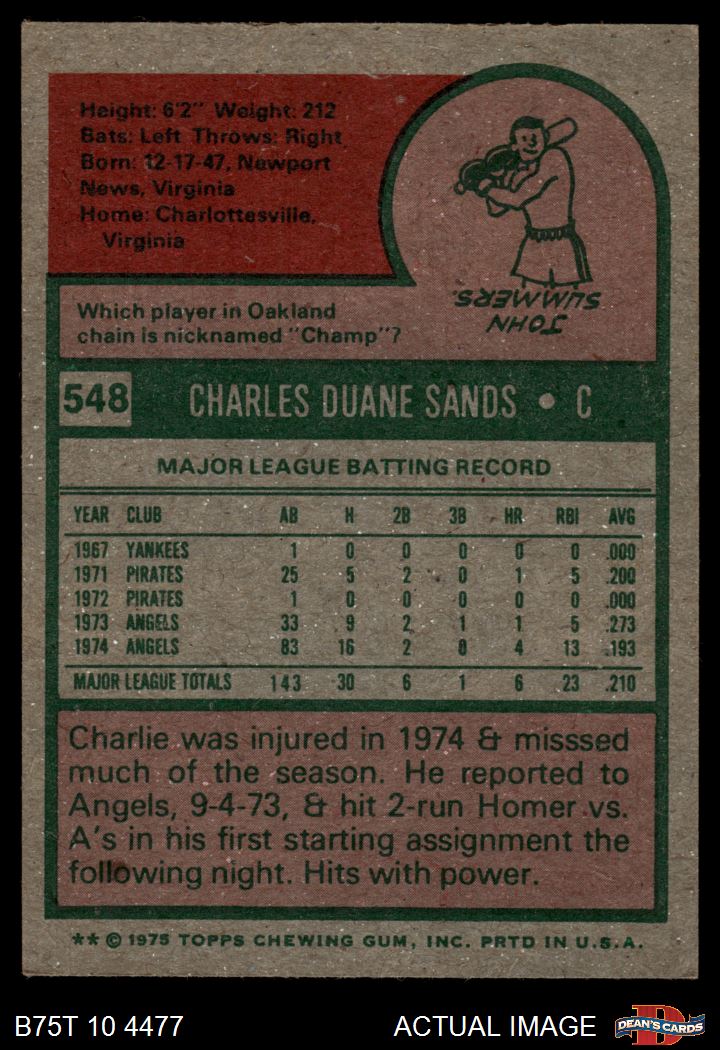 Height: 6'2" Weight: 212
Bats: Left Throws: Right
Born: 12-17-47, Newport
News, Virginia
Home: Charlottesville,
Virginia
JOHN
SUMMERS.
Which player in Oakland
chain is nicknamed "Champ"?
548 CHARLES DUANE SANDS • C
MAJOR LEAGUE BATTING RECORD
YEAR CLUB AB H 2B 3B HR RBI AVG
1967 YANKEES 1 0 0 0 0 0 .000
1971 PIRATES 25 5 2 0 1 5 .200
1972 PIRATES 1 0 0 0 0 0 .000
1973 ANGELS 33 9 2 1 1 5 .273
1974 ANGELS 83 16 2 0 4 13 .193
MAJOR LEAGUE TOTALS 143 30 6 1 6 23 .210
Charlie was injured in 1974 & misssed
much of the season. He reported to
Angels, 9-4-73, & hit 2-run Homer vs.
A's in his first starting assignment the
following night. Hits with power.
** © 1975 TOPPS CHEWING GUM, INC. PRTD IN U.S.A.
B75T 10 4477 ACTUAL IMAGE D DEAN'S CARDS